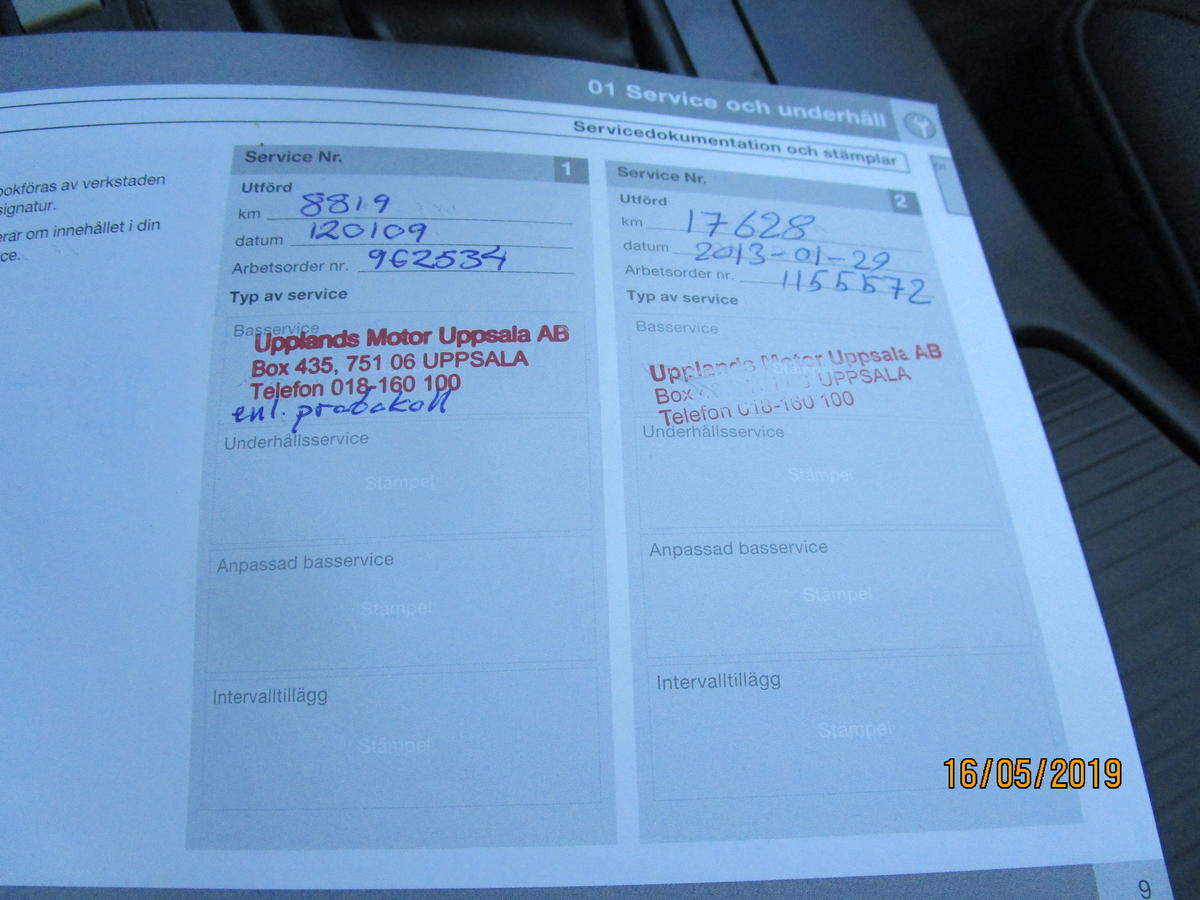 01 Service och underhåll
Servicedokumentation och stämplar
01
bokföras av verkstaden
signatur.
erar om innehållet i din
ce.
Service Nr. 1
Utförd
km 8819
datum 120109
Arbetsorder nr. 962534
Typ av service
Basservice
Upplands Motor Uppsala AB
Box 435, 751 06 UPPSALA
Telefon 018-160 100
enl. protokoll
Underhållsservice
Stämpel
Anpassad basservice
Stämpel
Intervalltillägg
Stämpel
Service Nr. 2
Utförd
km 17628
datum 2013-01-29
Arbetsorder nr. 1155572
Typ av service
Basservice
Upplands Motor Uppsala AB
Box UPPSALA
Telefon 018-160 100
Underhållsservice
Stämpel
Anpassad basservice
Stämpel
Intervalltillägg
Stämpel
16/05/2019
9